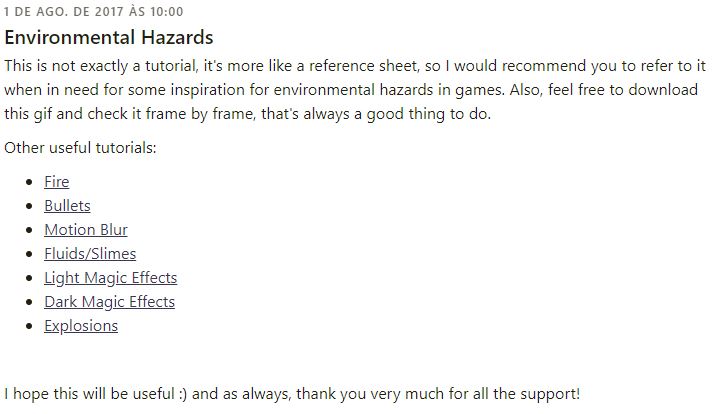 1 DE AGO. DE 2017 ÀS 10:00
Environmental Hazards
This is not exactly a tutorial, it's more like a reference sheet, so I would recommend you to refer to it
when in need for some inspiration for environmental hazards in games. Also, feel free to download
this gif and check it frame by frame, that's always a good thing to do.
Other useful tutorials:
• Fire
• Bullets
• Motion Blur
• Fluids/Slimes
• Light Magic Effects
• Dark Magic Effects
• Explosions
I hope this will be useful :) and as always, thank you very much for all the support!